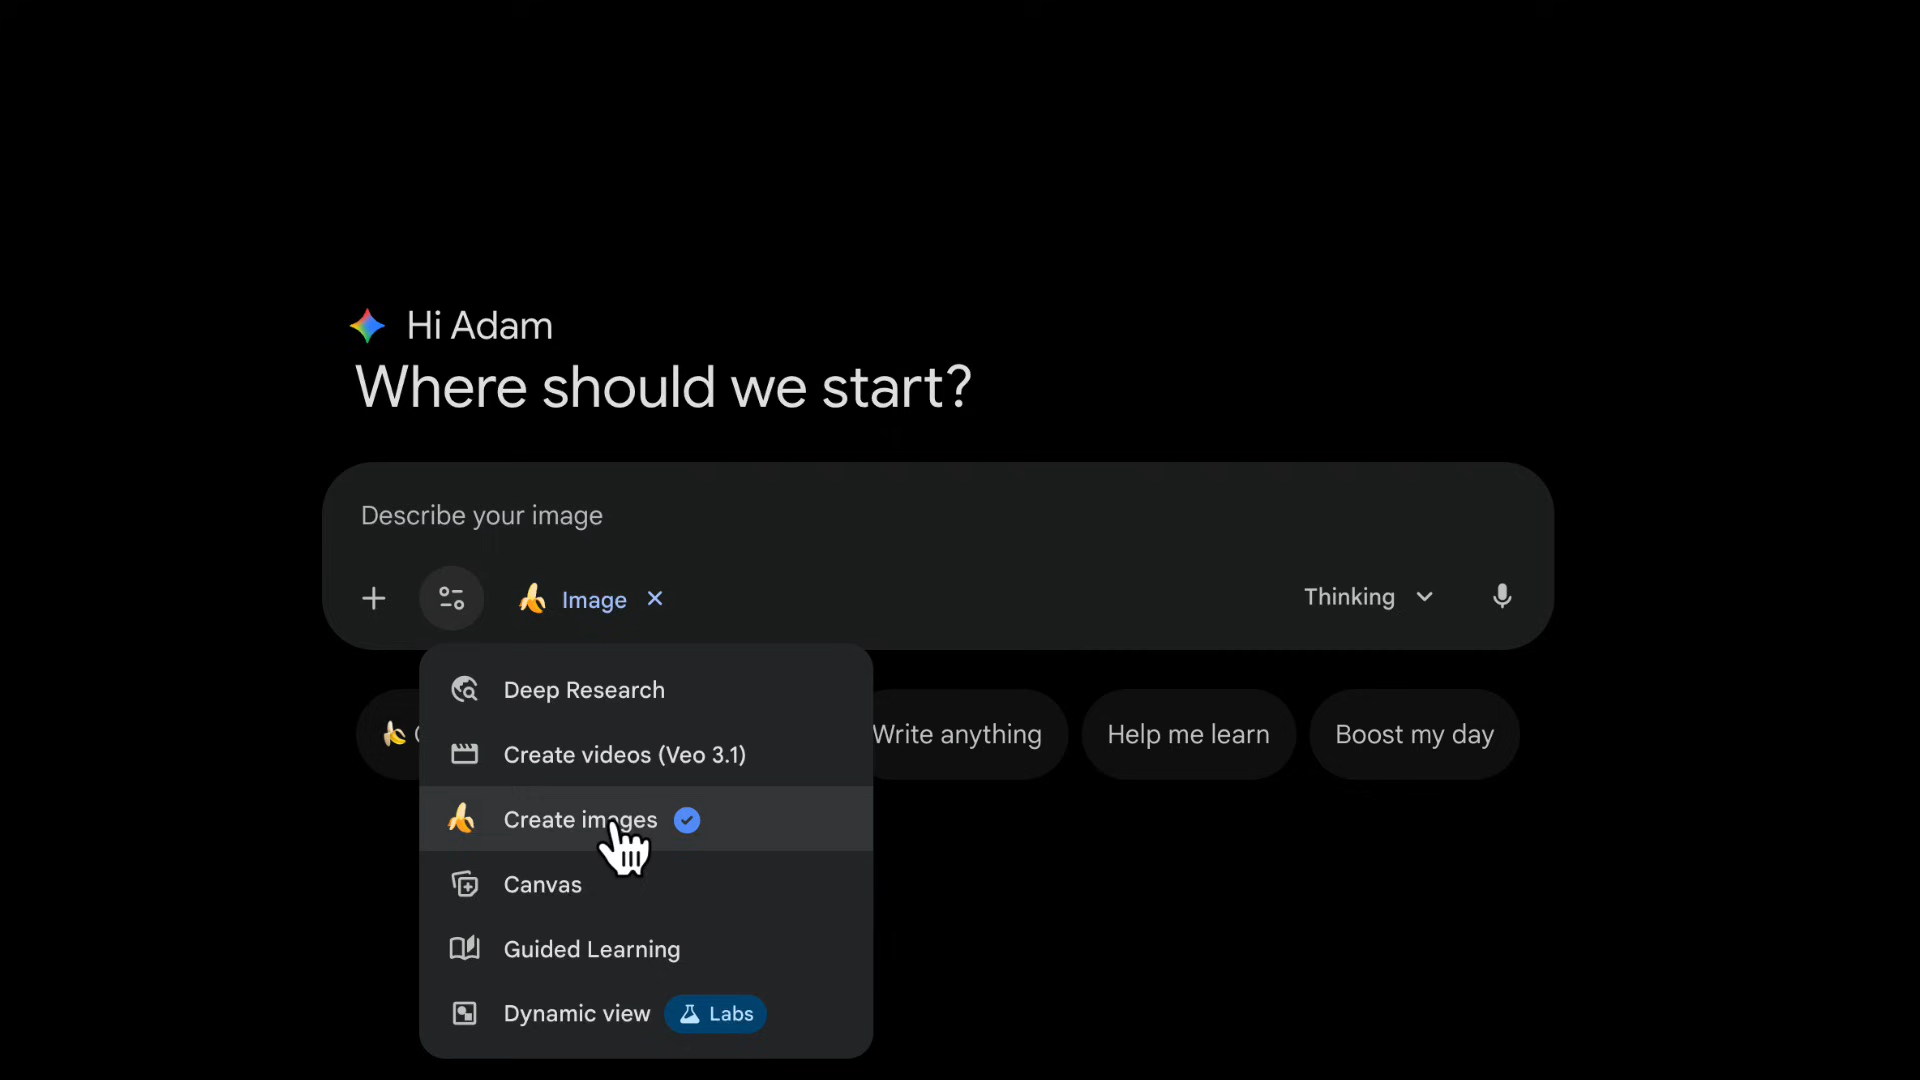 Hi Adam
Where should we start?
Describe your image
Image
Thinking
Deep Research
Write anything
Help me learn
Boost my day
Create videos (Veo 3.1)
Create images
Canvas
Guided Learning
Dynamic view
Labs